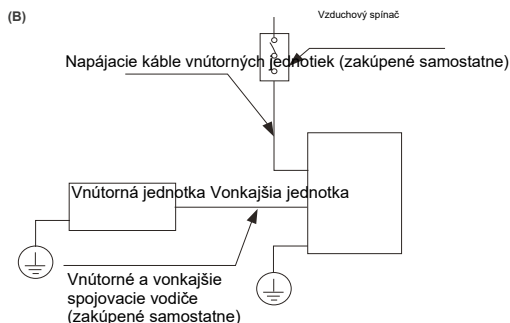 (B)
Vzduchový spínač
Napájacie káble vnútorných jednotiek (zakúpené samostatne)
Vnútorná jednotka Vonkajšia jednotka
Vnútorné a vonkajšie
spojovacie vodiče
(zakúpené samostatne)